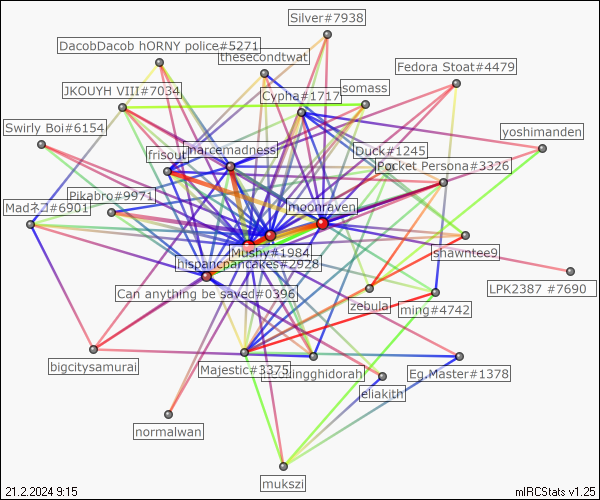 Silver#7938
DacobDacob hORNY police#5271
thesecondtwat
Fedora Stoat#4479
JKOUYH VIII#7034
somass
Cypha#1717
Swirly Boi#6154
yoshimanden
marcemadness
Duck#1245
frisout
Pocket Persona#3326
Pikabro#9971
Madネコ#6901
moonraven
Mushy#1984
shawntee9
hispancpancakes#2928
LPK2387 #7690
Can anything be saved#0396
zebula
ming#4742
bigcitysamurai
Majestic#3375
Eg.Master#1378
eliakith
normalwan
mukszi
21.2.2024 9:15
mIRCStats v1.25